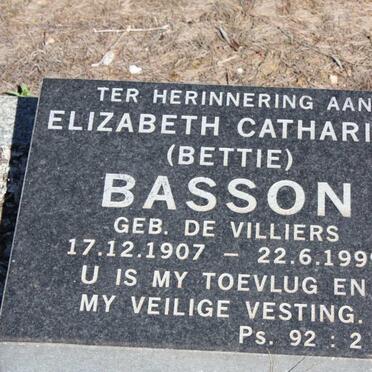 TER HERINNERING AAN
ELIZABETH
(BETTIE)
BASSON
GEB. DE VILLIERS
17.12.1907 – 22.6.199
U IS MY TOEVLUG EN
MY VEILIGE VESTING.
Ps. 92 : 2